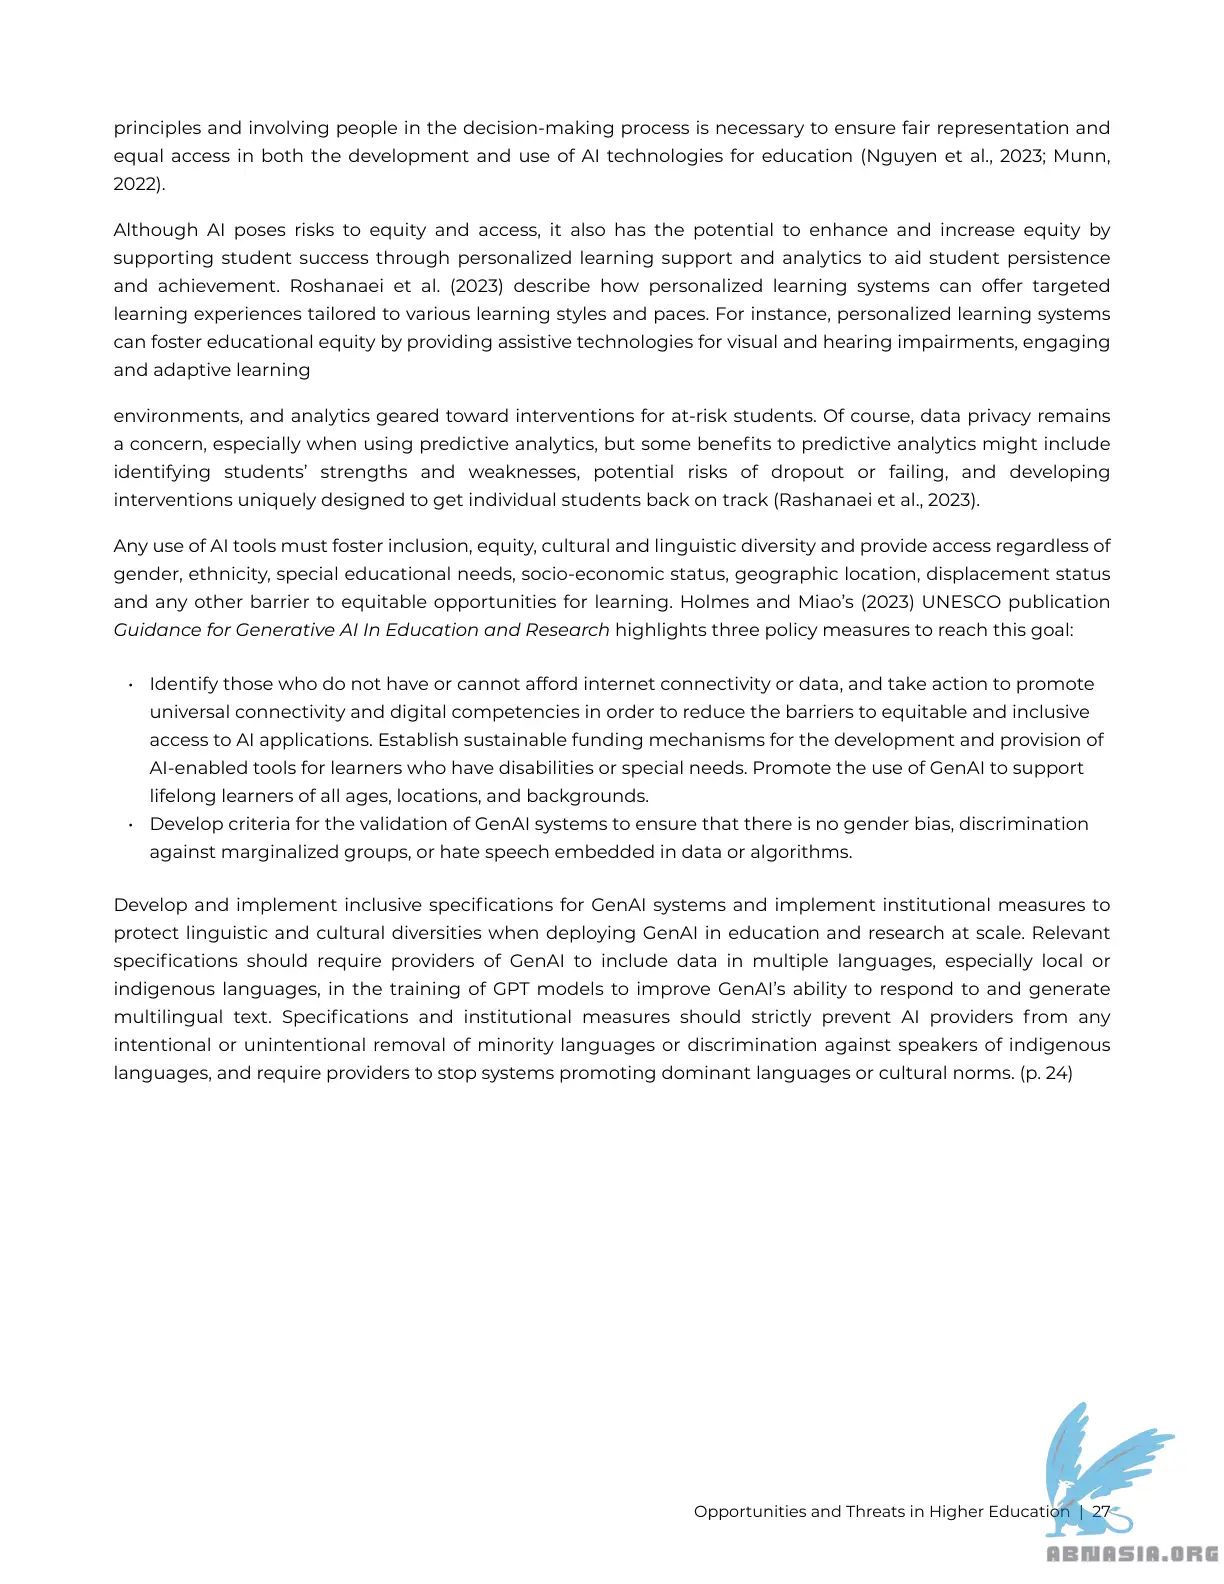 principles and involving people in the decision-making process is necessary to ensure fair representation and
equal access in both the development and use of AI technologies for education (Nguyen et al., 2023; Munn,
2022).
Although AI poses risks to equity and access, it also has the potential to enhance and increase equity by
supporting student success through personalized learning support and analytics to aid student persistence
and achievement. Roshanaei et al. (2023) describe how personalized learning systems can offer targeted
learning experiences tailored to various learning styles and paces. For instance, personalized learning systems
can foster educational equity by providing assistive technologies for visual and hearing impairments, engaging
and adaptive learning
environments, and analytics geared toward interventions for at-risk students. Of course, data privacy remains
a concern, especially when using predictive analytics, but some benefits to predictive analytics might include
identifying students’ strengths and weaknesses, potential risks of dropout or failing, and developing
interventions uniquely designed to get individual students back on track (Rashanaei et al., 2023).
Any use of AI tools must foster inclusion, equity, cultural and linguistic diversity and provide access regardless of
gender, ethnicity, special educational needs, socio-economic status, geographic location, displacement status
and any other barrier to equitable opportunities for learning. Holmes and Miao’s (2023) UNESCO publication
Guidance for Generative AI In Education and Research highlights three policy measures to reach this goal:
• Identify those who do not have or cannot afford internet connectivity or data, and take action to promote
universal connectivity and digital competencies in order to reduce the barriers to equitable and inclusive
access to AI applications. Establish sustainable funding mechanisms for the development and provision of
AI-enabled tools for learners who have disabilities or special needs. Promote the use of GenAI to support
lifelong learners of all ages, locations, and backgrounds.
• Develop criteria for the validation of GenAI systems to ensure that there is no gender bias, discrimination
against marginalized groups, or hate speech embedded in data or algorithms.
Develop and implement inclusive specifications for GenAI systems and implement institutional measures to
protect linguistic and cultural diversities when deploying GenAI in education and research at scale. Relevant
specifications should require providers of GenAI to include data in multiple languages, especially local or
indigenous languages, in the training of GPT models to improve GenAI’s ability to respond to and generate
multilingual text. Specifications and institutional measures should strictly prevent AI providers from any
intentional or unintentional removal of minority languages or discrimination against speakers of indigenous
languages, and require providers to stop systems promoting dominant languages or cultural norms. (p. 24)
Opportunities and Threats in Higher Education | 27
ABNASIA.ORG